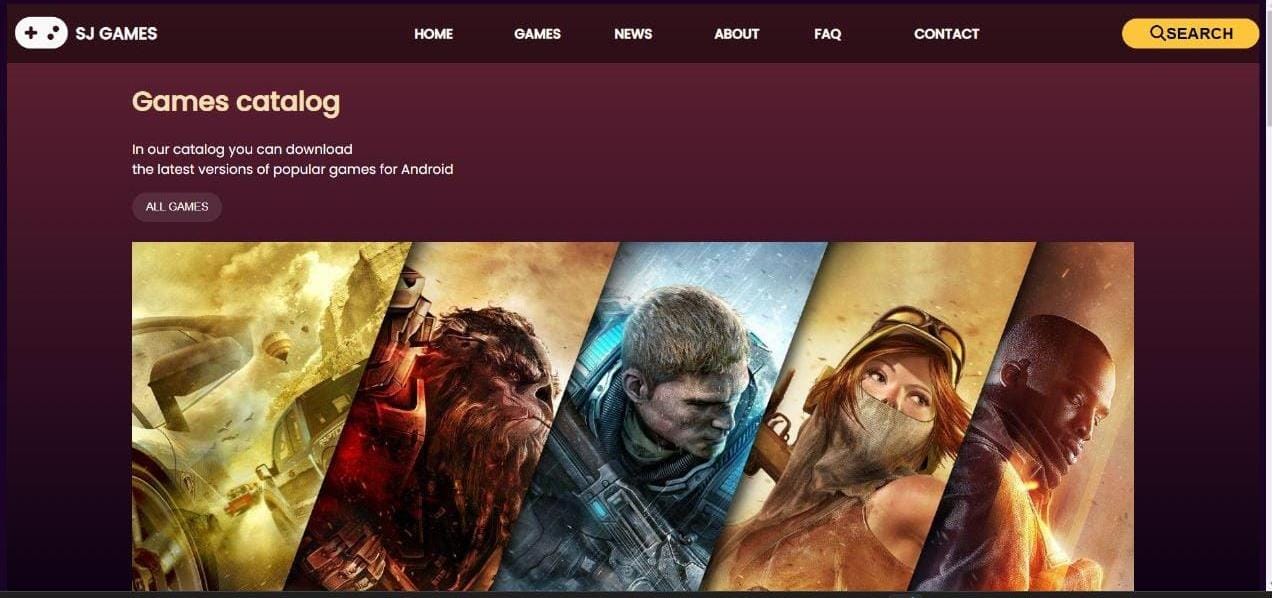 SJ GAMES
HOME
GAMES
NEWS
ABOUT
FAQ
CONTACT
SEARCH
Games catalog
In our catalog you can download
the latest versions of popular games for Android
ALL GAMES